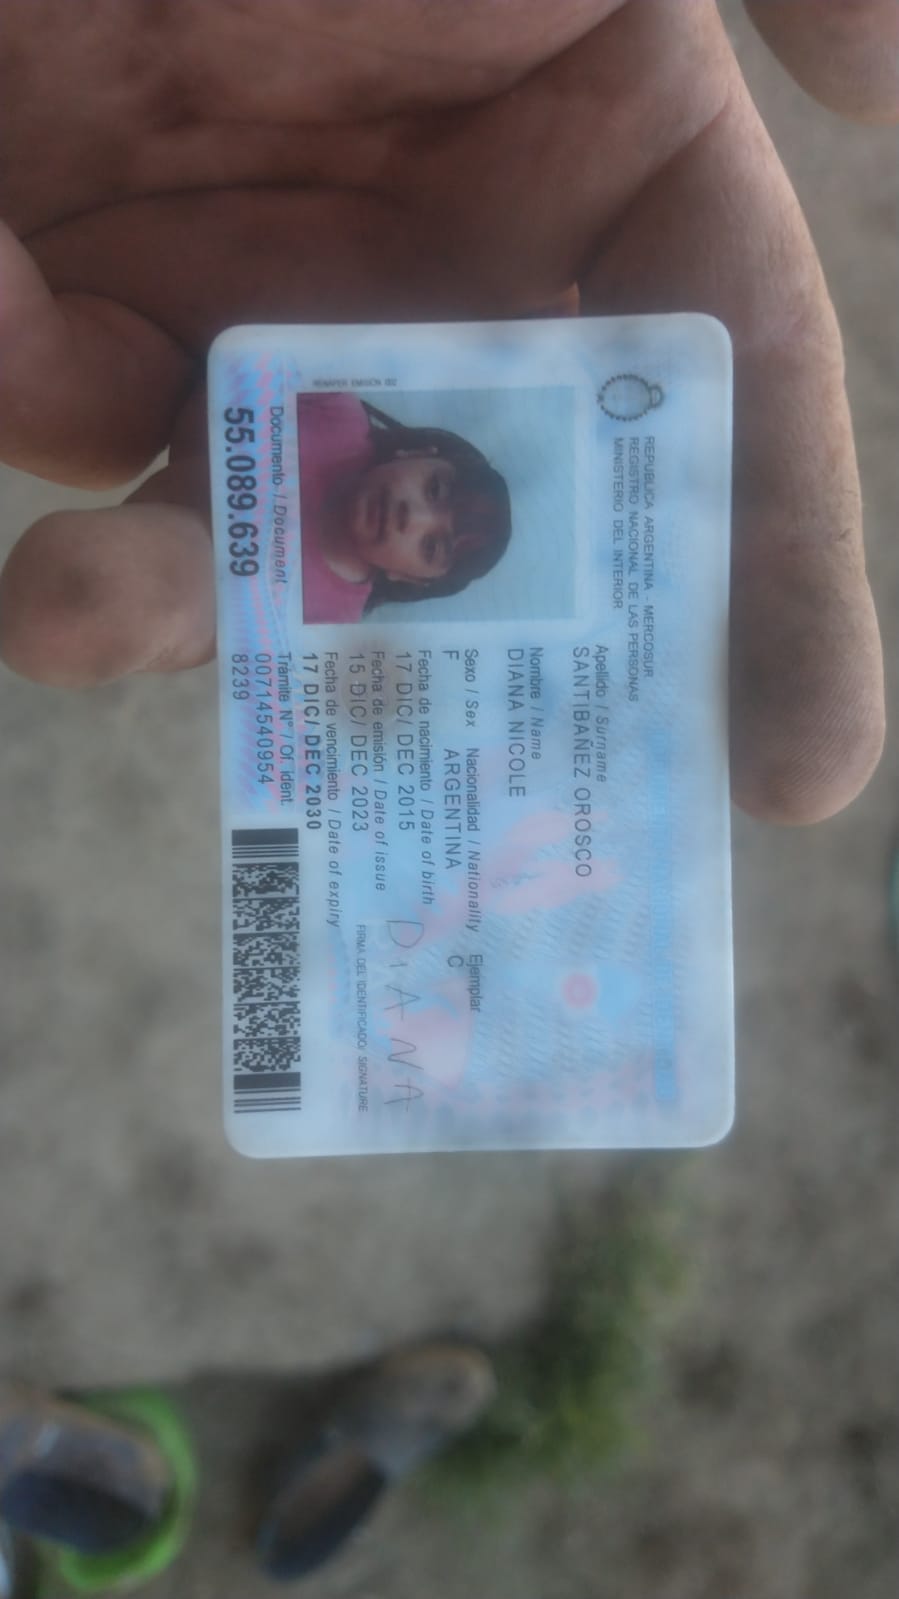 REPUBLICA ARGENTINA - MERCOSUR
REGISTRO NACIONAL DE LAS PERSONAS
MINISTERIO DEL INTERIOR
Apellido / Surname
SANTIBAÑEZ OROSCO
Nombre / Name
DIANA NICOLE
Sexo / Sex Nacionalidad / Nationality Ejemplar
F ARGENTINA C
Fecha de nacimiento / Date of birth
17 DIC/ DEC 2015
Fecha de emisión / Date of issue
15 DIC/ DEC 2023
DIANA
FIRMA DEL IDENTIFICADO/ SIGNATURE
Fecha de vencimiento / Date of expiry
17 DIC/ DEC 2030
Documento / Document
55.089.639
Trámite N° / Of. ident.
00714540954
8239